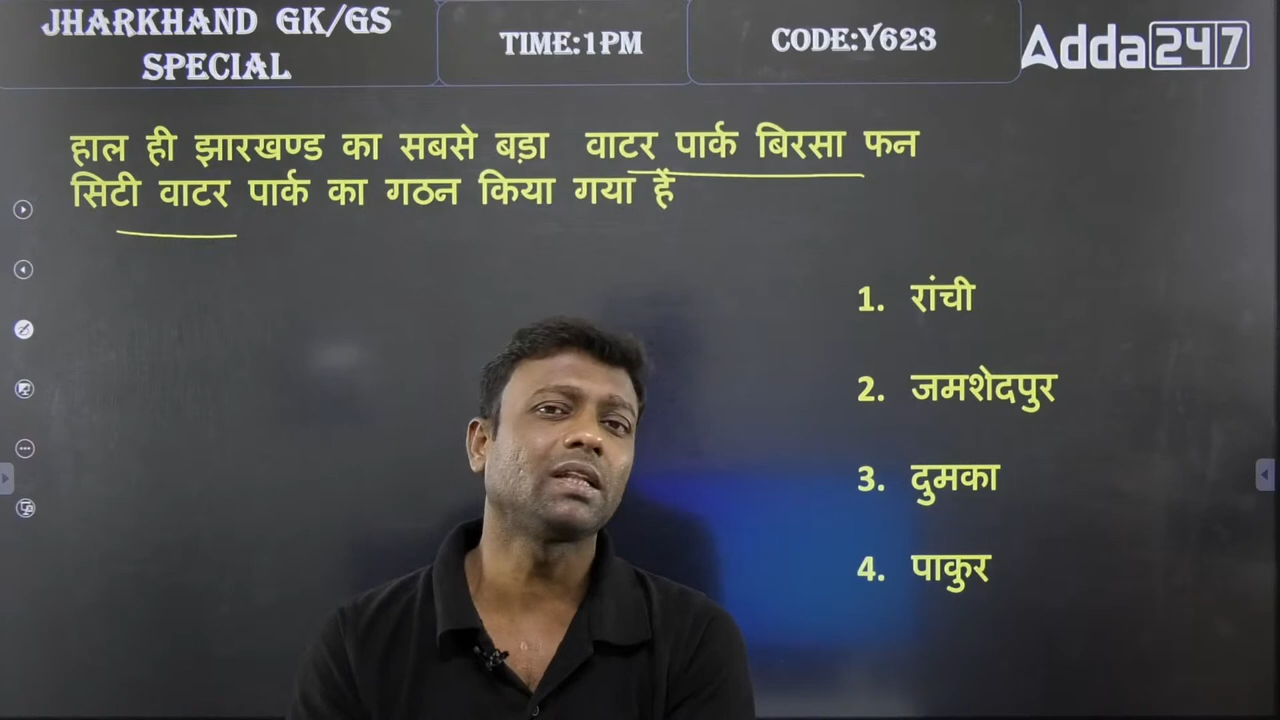 JHARKHAND GK/GS
SPECIAL
TIME:1PM
CODE:Y623
Adda247
हाल ही झारखण्ड का सबसे बड़ा वाटर पार्क बिरसा फन
सिटी वाटर पार्क का गठन किया गया हैं
1. रांची
2. जमशेदपुर
3. दुमका
4. पाकुर